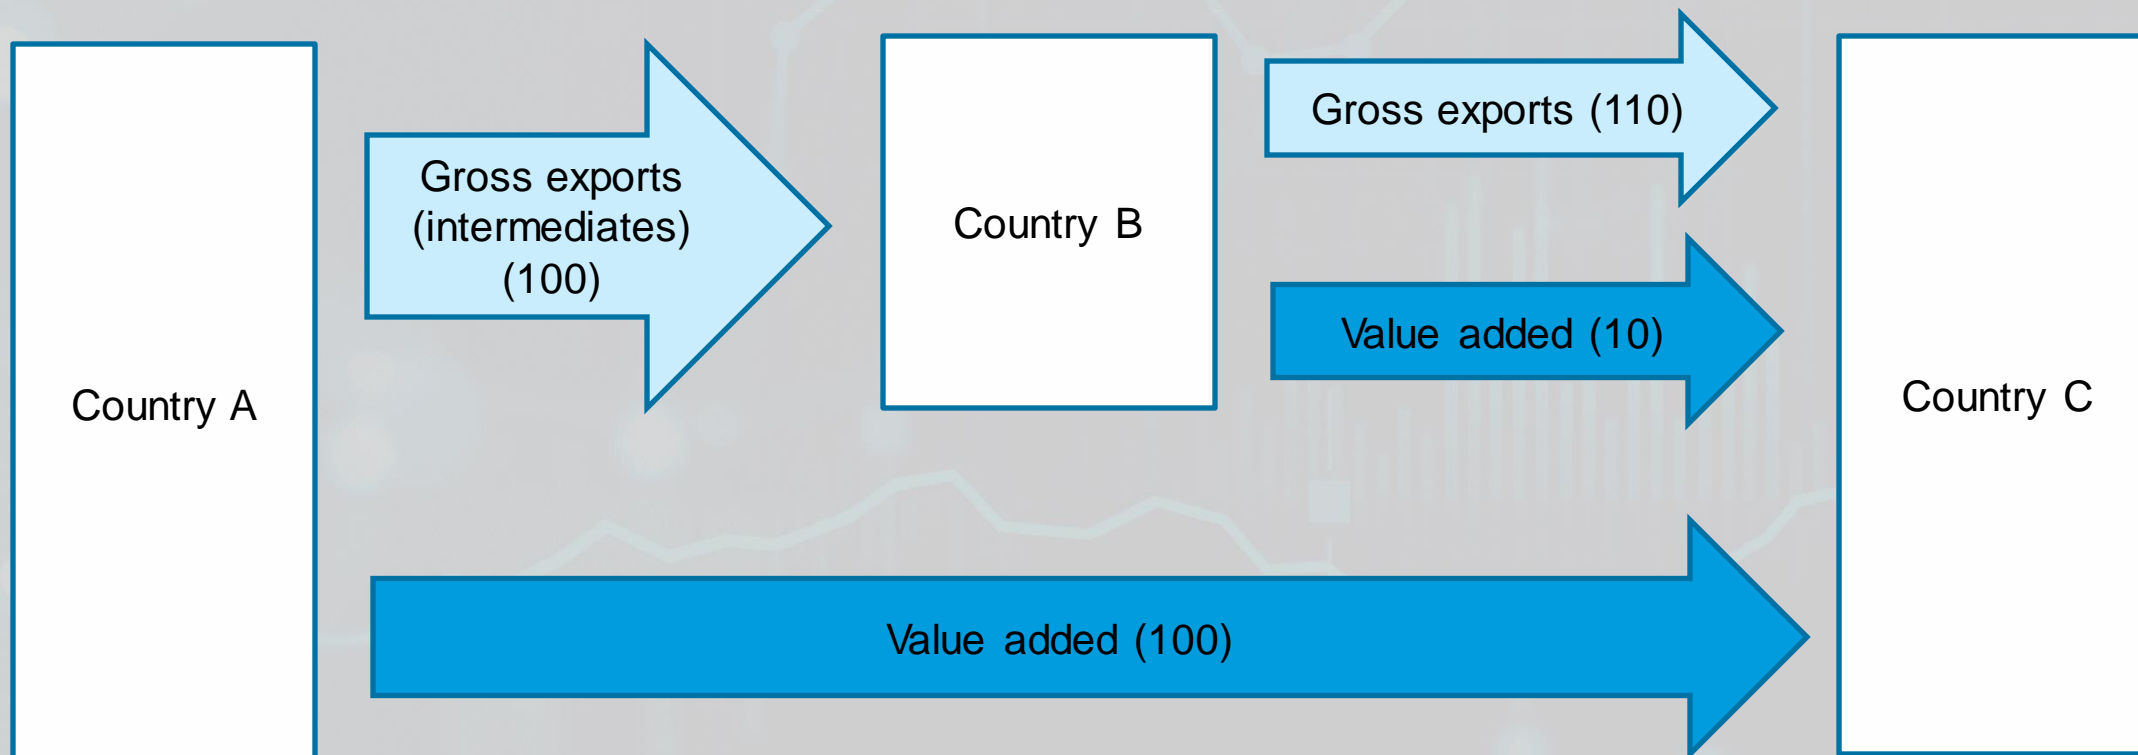 Country A
Gross exports
(intermediates)
(100)
Country B
Gross exports (110)
Value added (10)
Value added (100)
Country C